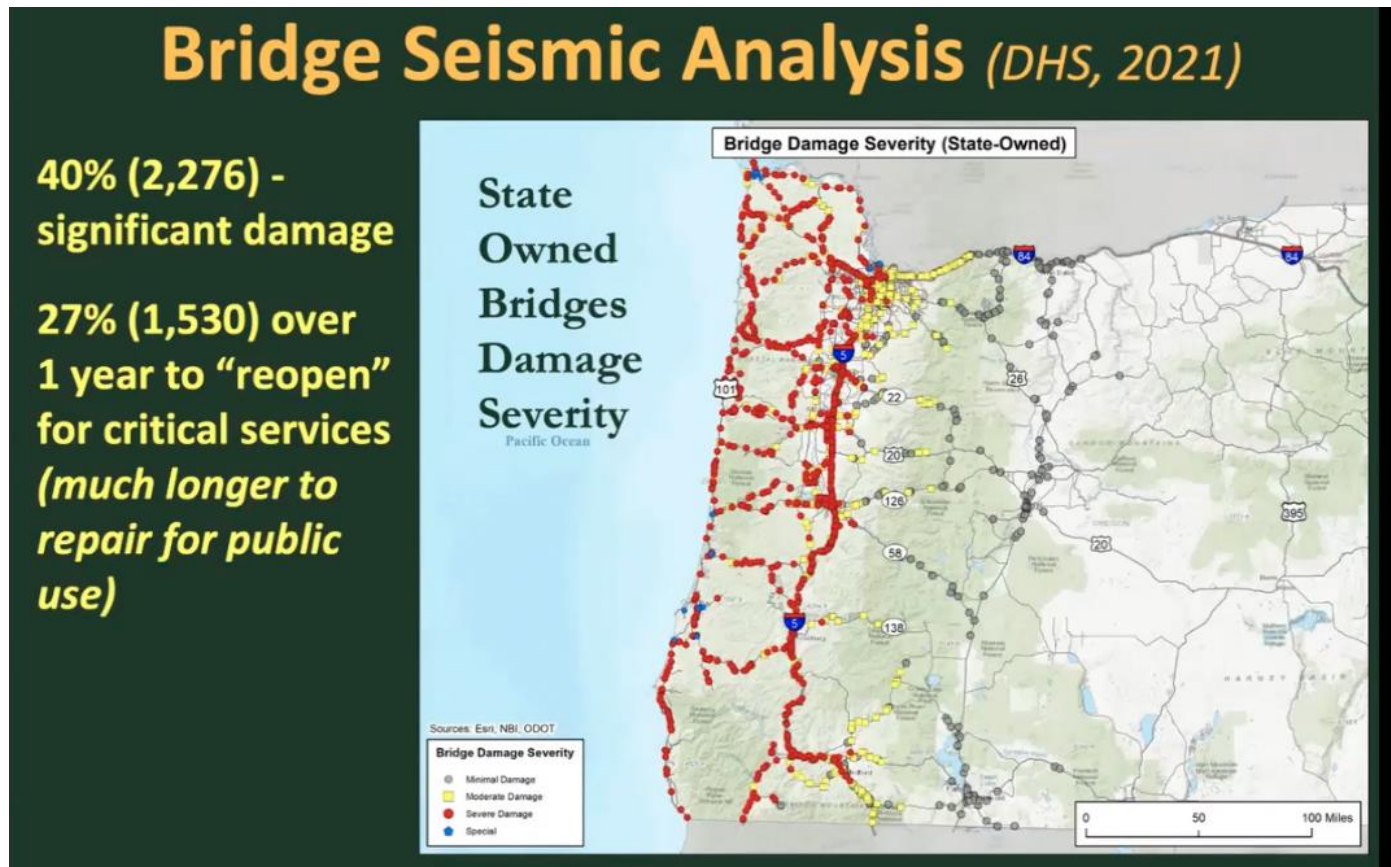 Bridge Seismic Analysis (DHS, 2021)
40% (2,276) -
significant damage
27% (1,530) over
1 year to “reopen”
for critical services
(much longer to
repair for public
use)
Bridge Damage Severity (State-Owned)
State
Owned
Bridges
Damage
Severity
Pacific Ocean
84
84
5
101
26
22
20
126
395
20
58
5
138
OREGON
HARNEY BASIN
Sources: Esri, NBI, ODOT
Bridge Damage Severity
Minimal Damage
Moderate Damage
Severe Damage
Special
0 50 100 Miles